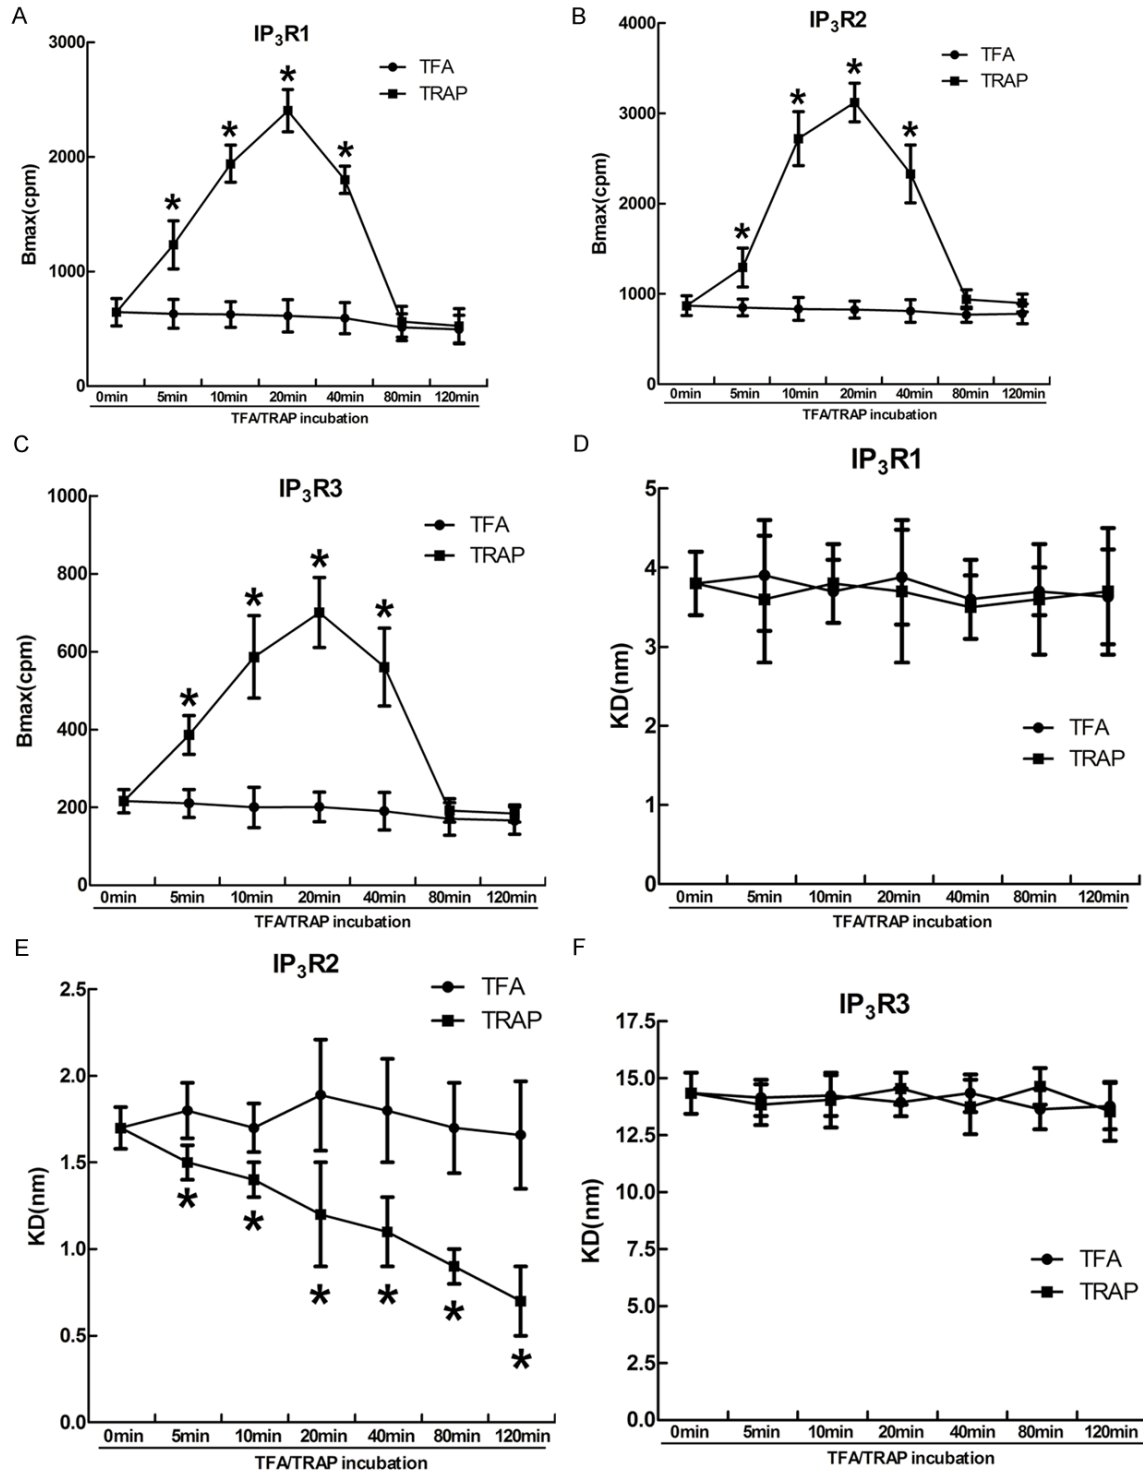 A
IP3R1
3000
2000
1000
0
Bmax(cpm)
TFA
TRAP
*
*
*
*
0min 5min 10min 20min 40min 80min 120min
TFA/TRAP incubation
B
IP3R2
4000
3000
2000
1000
0
Bmax(cpm)
TFA
TRAP
*
*
*
*
0min 5min 10min 20min 40min 80min 120min
TFA/TRAP incubation
C
IP3R3
1000
800
600
400
200
0
Bmax(cpm)
TFA
TRAP
*
*
*
*
0min 5min 10min 20min 40min 80min 120min
TFA/TRAP incubation
D
IP3R1
5
4
3
2
1
0
KD(nm)
TFA
TRAP
0min 5min 10min 20min 40min 80min 120min
TFA/TRAP incubation
E
IP3R2
2.5
2.0
1.5
1.0
0.5
0.0
KD(nm)
TFA
TRAP
*
*
*
*
*
*
0min 5min 10min 20min 40min 80min 120min
TFA/TRAP incubation
F
IP3R3
17.5
15.0
12.5
10.0
7.5
5.0
2.5
0.0
KD(nm)
TFA
TRAP
0min 5min 10min 20min 40min 80min 120min
TFA/TRAP incubation